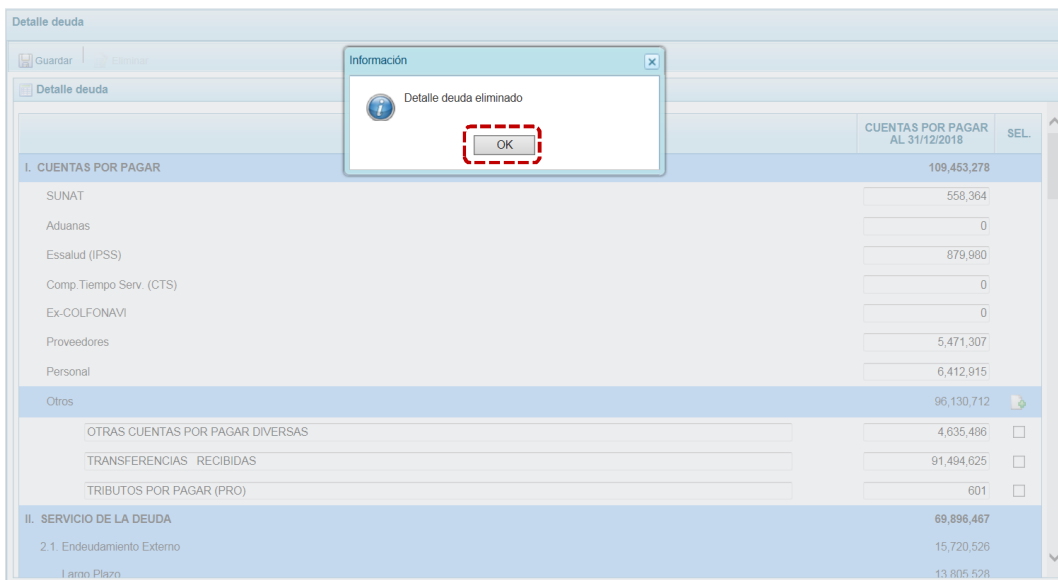 Detalle deuda
Guardar Eliminar
Detalle deuda
Información
Detalle deuda eliminado
OK
CUENTAS POR PAGAR AL 31/12/2018 SEL.
I. CUENTAS POR PAGAR 109,453,278
SUNAT 558,364
Aduanas 0
Essalud (IPSS) 879,980
Comp.Tiempo Serv. (CTS) 0
Ex-COLFONAVI 0
Proveedores 5,471,307
Personal 6,412,915
Otros 96,130,712
OTRAS CUENTAS POR PAGAR DIVERSAS 4,635,486
TRANSFERENCIAS RECIBIDAS 91,494,625
TRIBUTOS POR PAGAR (PRO) 601
II. SERVICIO DE LA DEUDA 69,896,467
2.1. Endeudamiento Externo 15,720,526
Largo Plazo 13,805,528